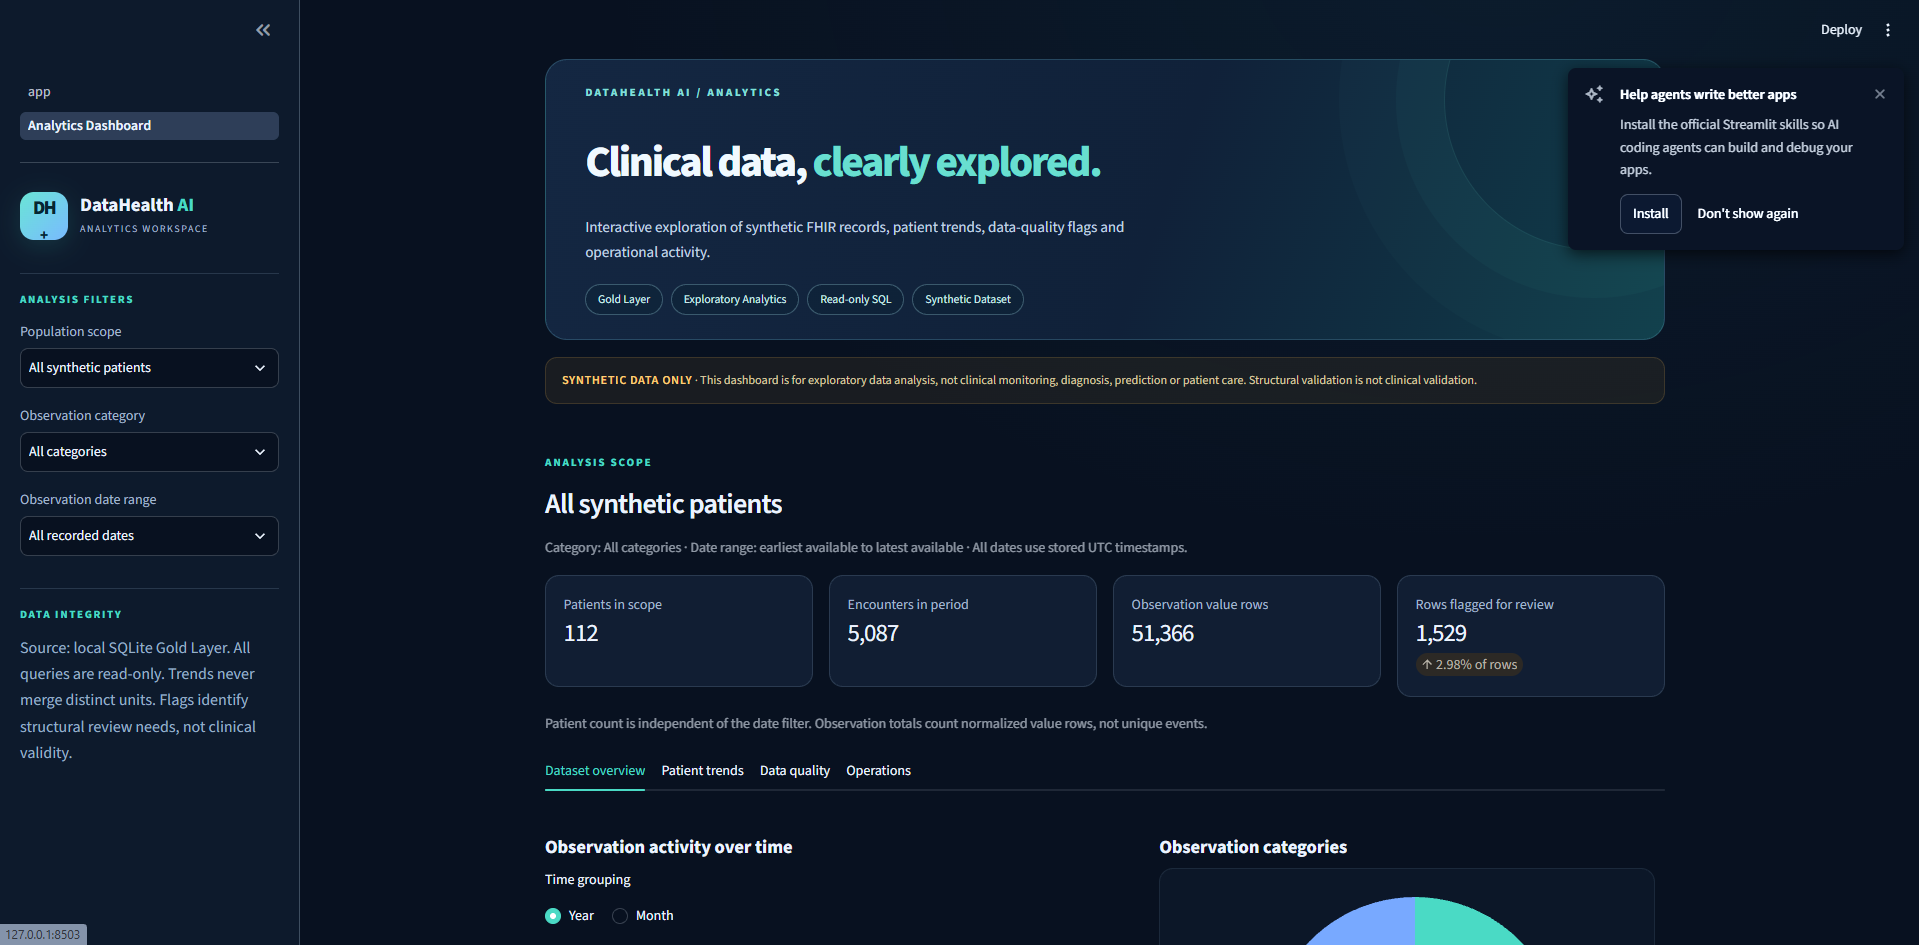 Deploy
app
Analytics Dashboard
DH
+
DataHealth AI
ANALYTICS WORKSPACE
ANALYSIS FILTERS
Population scope
All synthetic patients
Observation category
All categories
Observation date range
All recorded dates
DATA INTEGRITY
Source: local SQLite Gold Layer. All
queries are read-only. Trends never
merge distinct units. Flags identify
structural review needs, not clinical
validity.
127.0.0.1:8503
DATAHEALTH AI / ANALYTICS
Clinical data, clearly explored.
Interactive exploration of synthetic FHIR records, patient trends, data-quality flags and
operational activity.
Gold Layer
Exploratory Analytics
Read-only SQL
Synthetic Dataset
Help agents write better apps
Install the official Streamlit skills so AI
coding agents can build and debug your
apps.
Install
Don't show again
SYNTHETIC DATA ONLY · This dashboard is for exploratory data analysis, not clinical monitoring, diagnosis, prediction or patient care. Structural validation is not clinical validation.
ANALYSIS SCOPE
All synthetic patients
Category: All categories · Date range: earliest available to latest available · All dates use stored UTC timestamps.
Patients in scope
112
Encounters in period
5,087
Observation value rows
51,366
Rows flagged for review
1,529
↑ 2.98% of rows
Patient count is independent of the date filter. Observation totals count normalized value rows, not unique events.
Dataset overview
Patient trends
Data quality
Operations
Observation activity over time
Time grouping
Year
Month
Observation categories